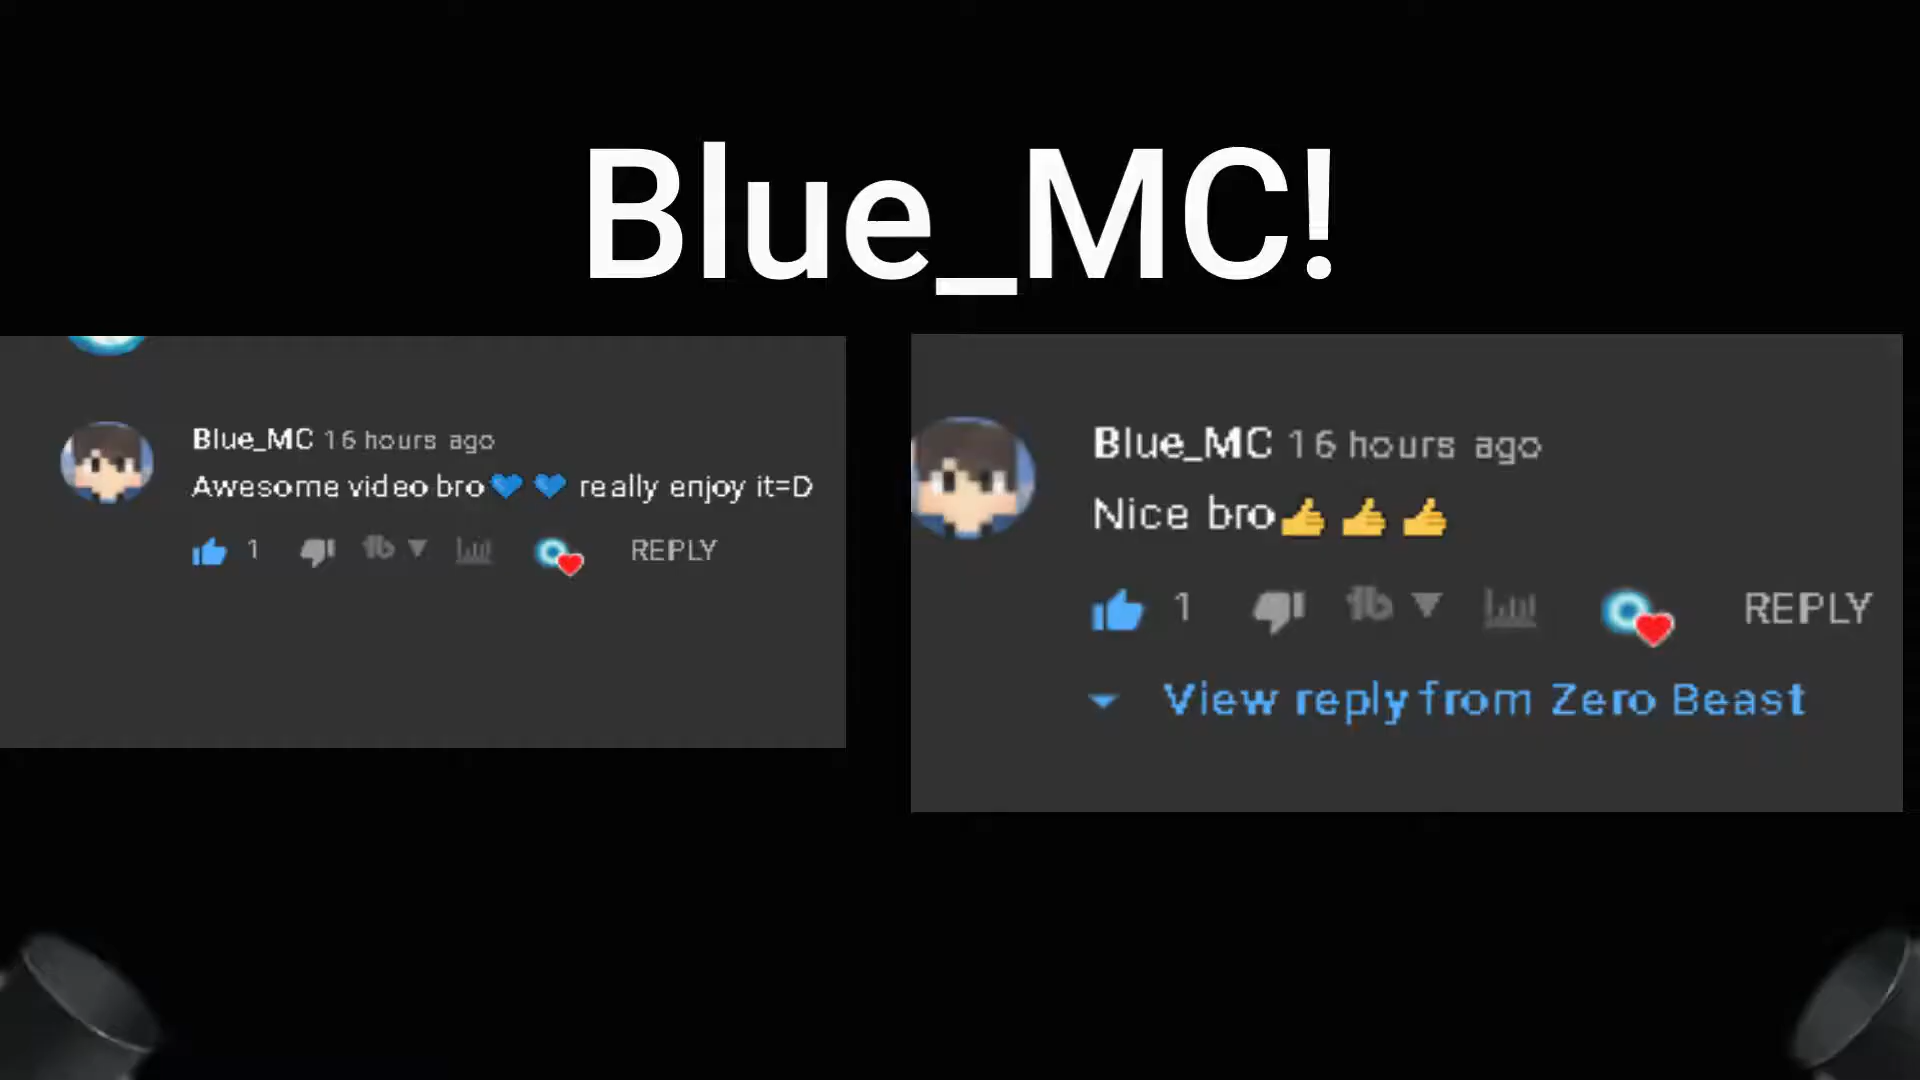 Blue_MC!
Blue_MC 16 hours ago
Awesome video bro💙 💙 really enjoy it=D
1
REPLY
Blue_MC 16 hours ago
Nice bro👍 👍 👍
1
REPLY
View reply from Zero Beast